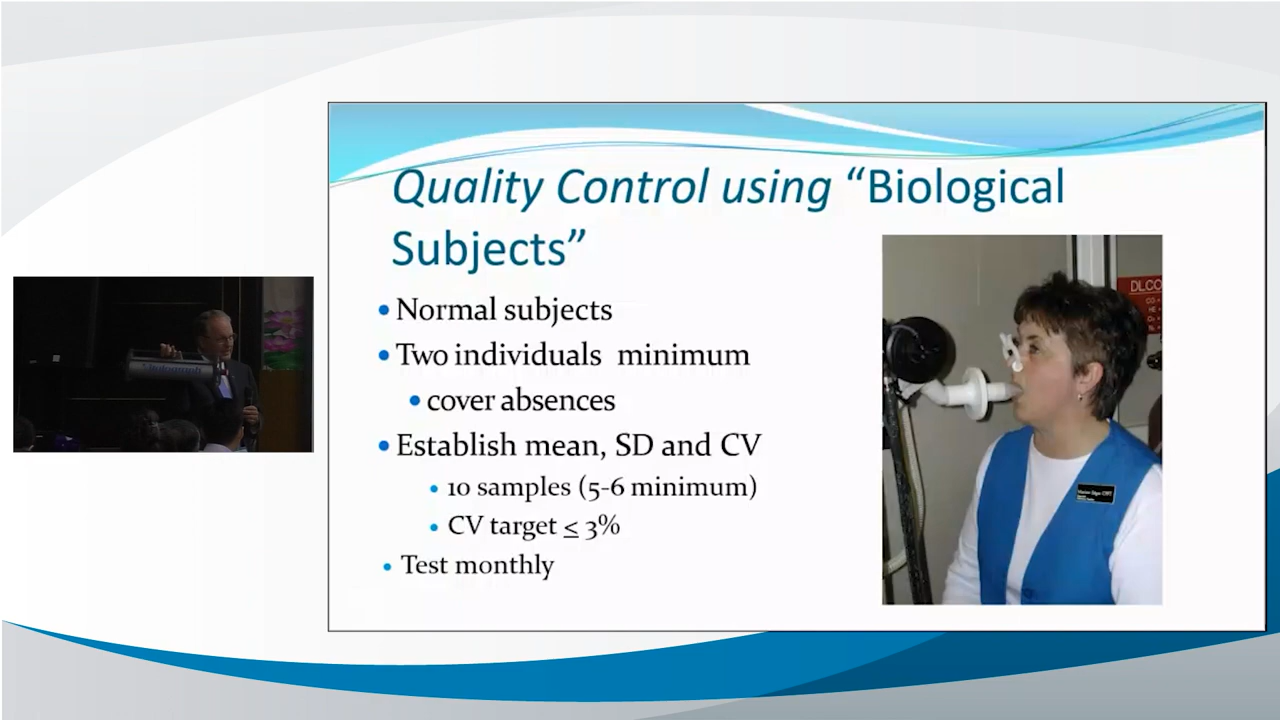 Quality Control using “Biological
Subjects”
• Normal subjects
• Two individuals minimum
• cover absences
• Establish mean, SD and CV
• 10 samples (5-6 minimum)
• CV target ≤ 3%
• Test monthly
DLCO